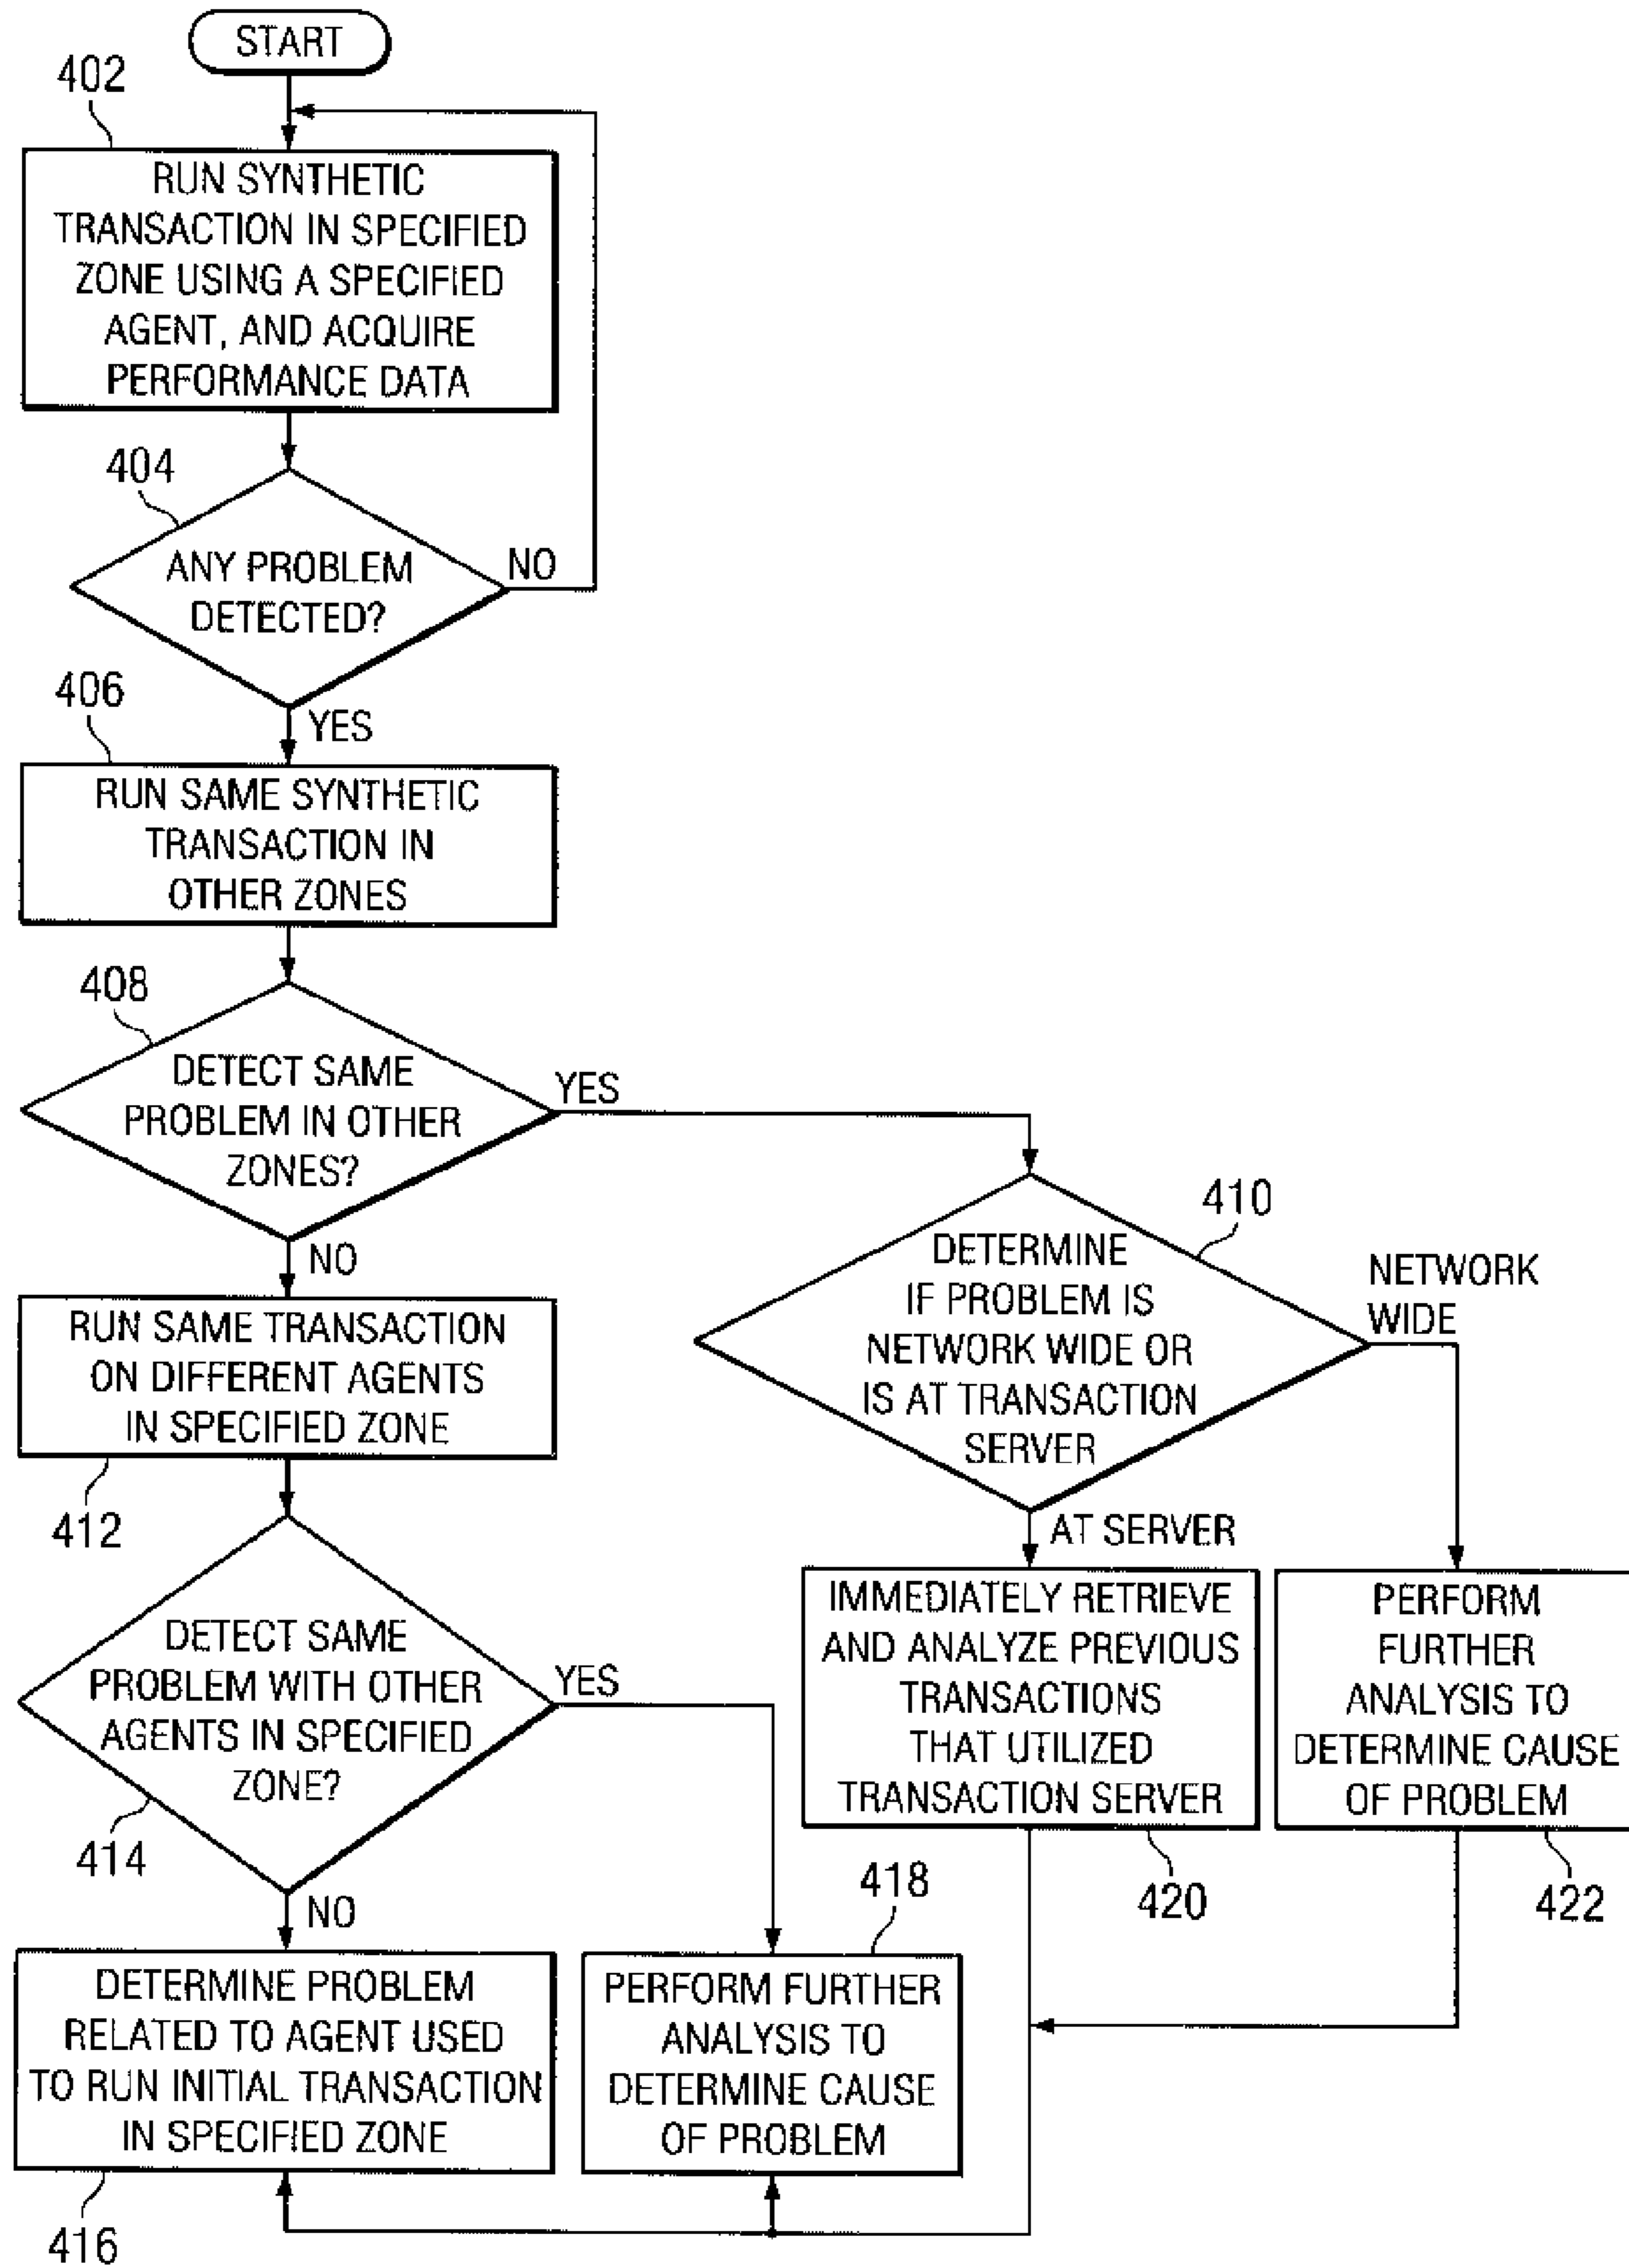 START
402
RUN SYNTHETIC
TRANSACTION IN SPECIFIED
ZONE USING A SPECIFIED
AGENT, AND ACQUIRE
PERFORMANCE DATA
404
ANY PROBLEM
DETECTED?
NO
YES
406
RUN SAME SYNTHETIC
TRANSACTION IN
OTHER ZONES
408
DETECT SAME
PROBLEM IN OTHER
ZONES?
YES
NO
410
DETERMINE
IF PROBLEM IS
NETWORK WIDE OR
IS AT TRANSACTION
SERVER
NETWORK
WIDE
AT SERVER
RUN SAME TRANSACTION
ON DIFFERENT AGENTS
IN SPECIFIED ZONE
412
DETECT SAME
PROBLEM WITH OTHER
AGENTS IN SPECIFIED
ZONE?
414
YES
NO
IMMEDIATELY RETRIEVE
AND ANALYZE PREVIOUS
TRANSACTIONS
THAT UTILIZED
TRANSACTION SERVER
420
PERFORM
FURTHER
ANALYSIS TO
DETERMINE CAUSE
OF PROBLEM
422
DETERMINE PROBLEM
RELATED TO AGENT USED
TO RUN INITIAL TRANSACTION
IN SPECIFIED ZONE
416
418
PERFORM FURTHER
ANALYSIS TO
DETERMINE CAUSE
OF PROBLEM